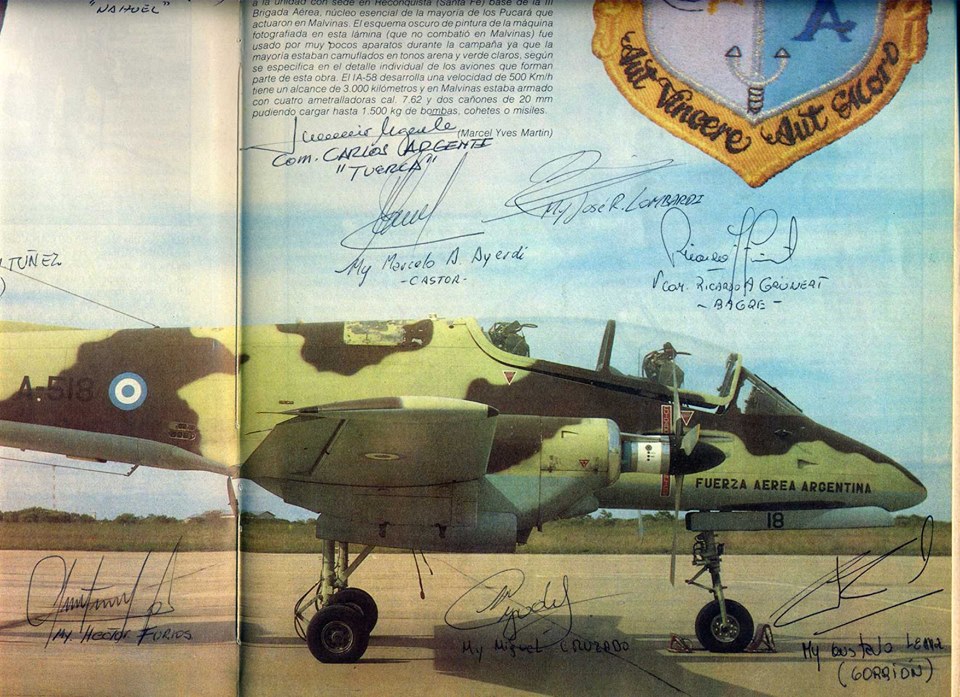 "NAHUEL"
a la unidad con sede en Reconquista (Santa Fe) base de la III
Brigada Aérea, núcleo esencial de la mayoría de los Pucará que
actuaron en Malvinas. El esquema oscuro de pintura de la máquina
fotografiada en esta lámina (que no combatió en Malvinas) fue
usado por muy pocos aparatos durante la campaña ya que la
mayoría estaban camuflados en tonos arena y verde claros, según
se especifica en el detalle individual de los aviones que forman
parte de esta obra. El IA-58 desarrolla una velocidad de 500 Km/h
tiene un alcance de 3.000 kilómetros y en Malvinas estaba armado
con cuatro ametralladoras cal. 7.62 y dos cañones de 20 mm
pudiendo cargar hasta 1.500 kg de bombas, cohetes o misiles.
(Marcel Yves Martin)
Aut Vincere Aut Mori
Com. CARLOS ARGENTE
"TUERCA"
My JOSÉ R. LOMBARDI
My Marcelo A. Ayerdi
- CASTOR -
Ricardo
V Com. RICARDO A GRÜNERT
- BAGRE -
TUÑEZ
A-518
FUERZA AEREA ARGENTINA
18
My HECTOR FURIOS
My Miguel CRUZADO
My Gustavo LEMA
(GORRIÓN)